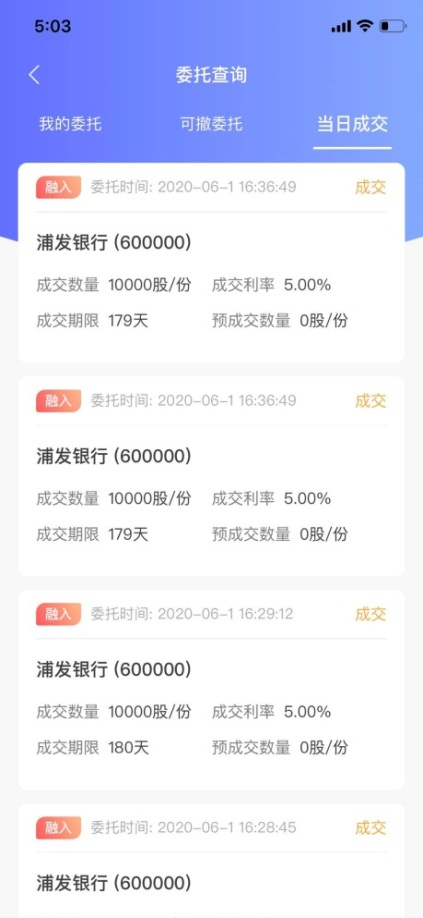 5:03
委托查询
我的委托 可撤委托 当日成交
融入 委托时间: 2020-06-1 16:36:49 成交
浦发银行 (600000)
成交数量 10000股/份 成交利率 5.00%
成交期限 179天 预成交数量 0股/份
融入 委托时间: 2020-06-1 16:36:49 成交
浦发银行 (600000)
成交数量 10000股/份 成交利率 5.00%
成交期限 179天 预成交数量 0股/份
融入 委托时间: 2020-06-1 16:29:12 成交
浦发银行 (600000)
成交数量 10000股/份 成交利率 5.00%
成交期限 180天 预成交数量 0股/份
融入 委托时间: 2020-06-1 16:28:45 成交
浦发银行 (600000)